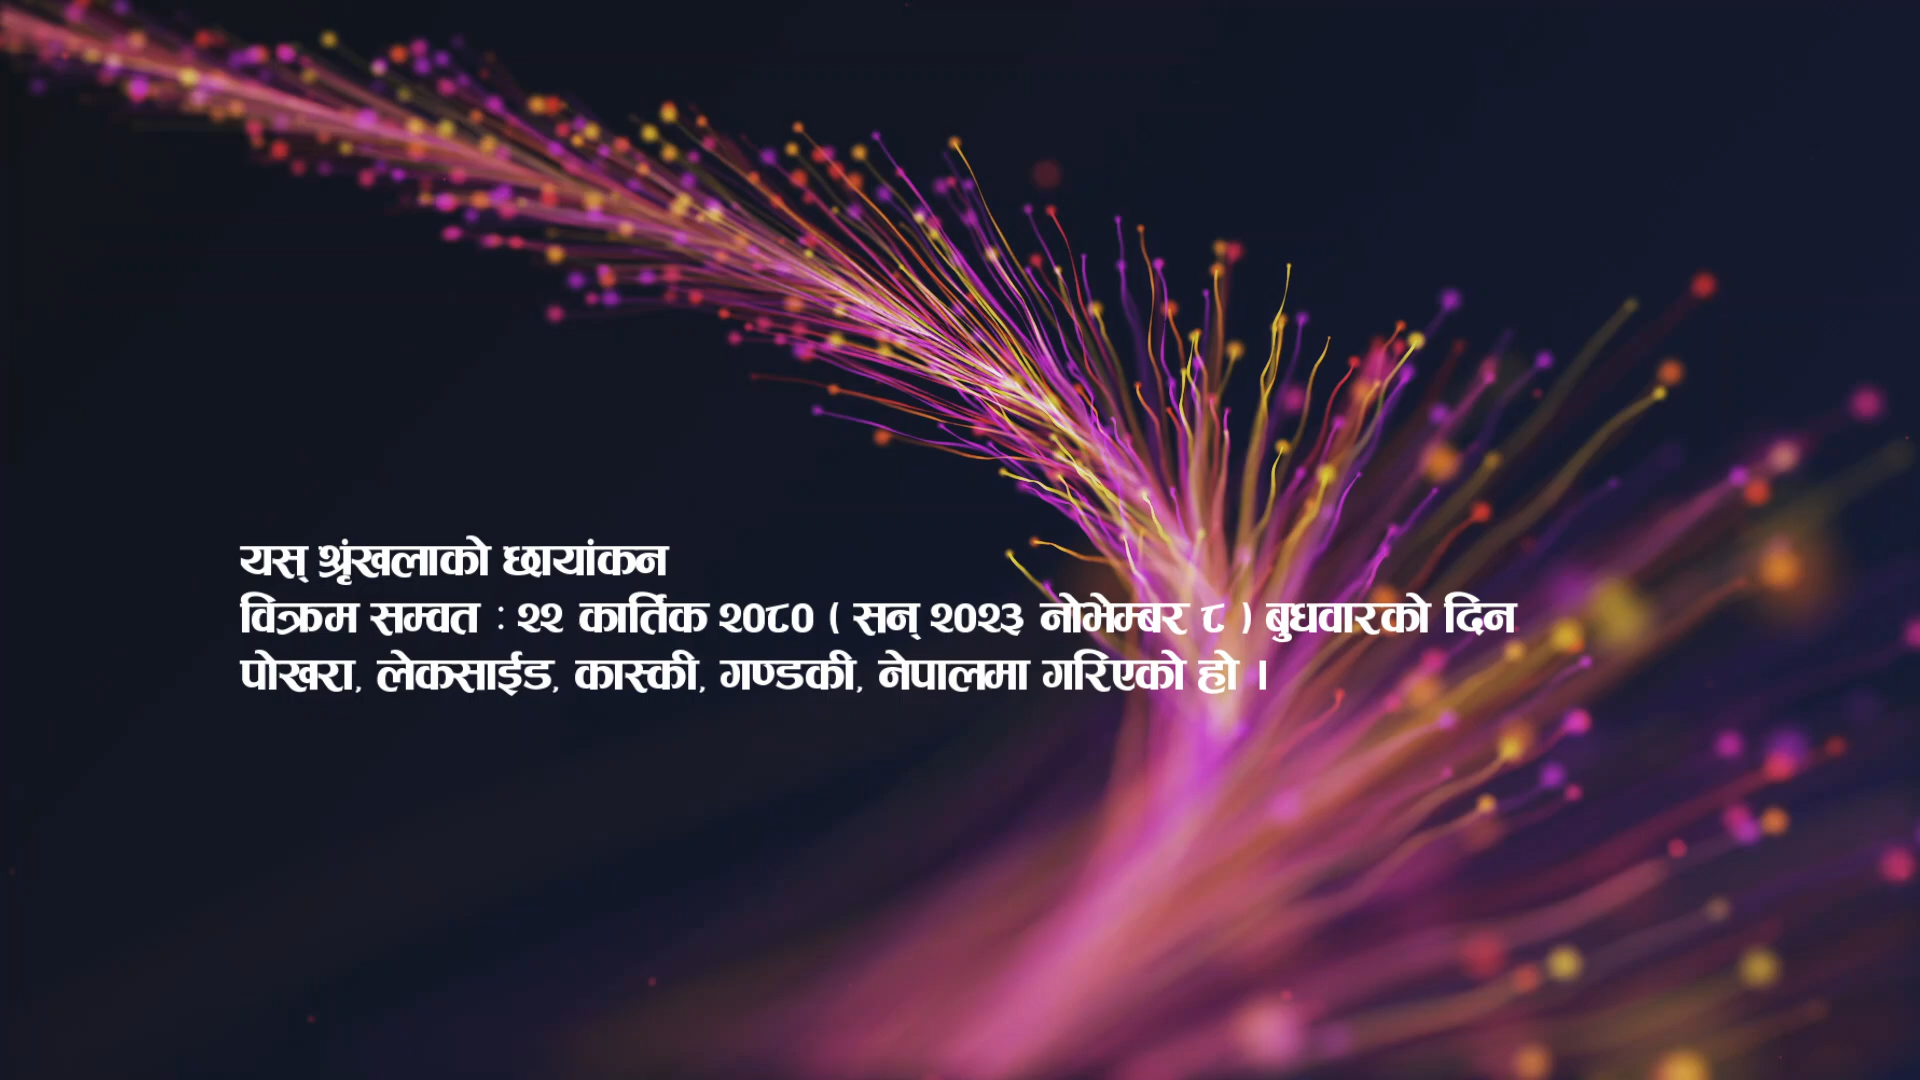 यस् श्रृंखलाको छायांकन
विक्रम सम्वत : २२ कार्तिक २०८० ( सन् २०२३ नोभेम्बर ८ ) बुधवारको दिन
पोखरा, लेकसाईड, कास्की, गण्डकी, नेपालमा गरिएको हो ।